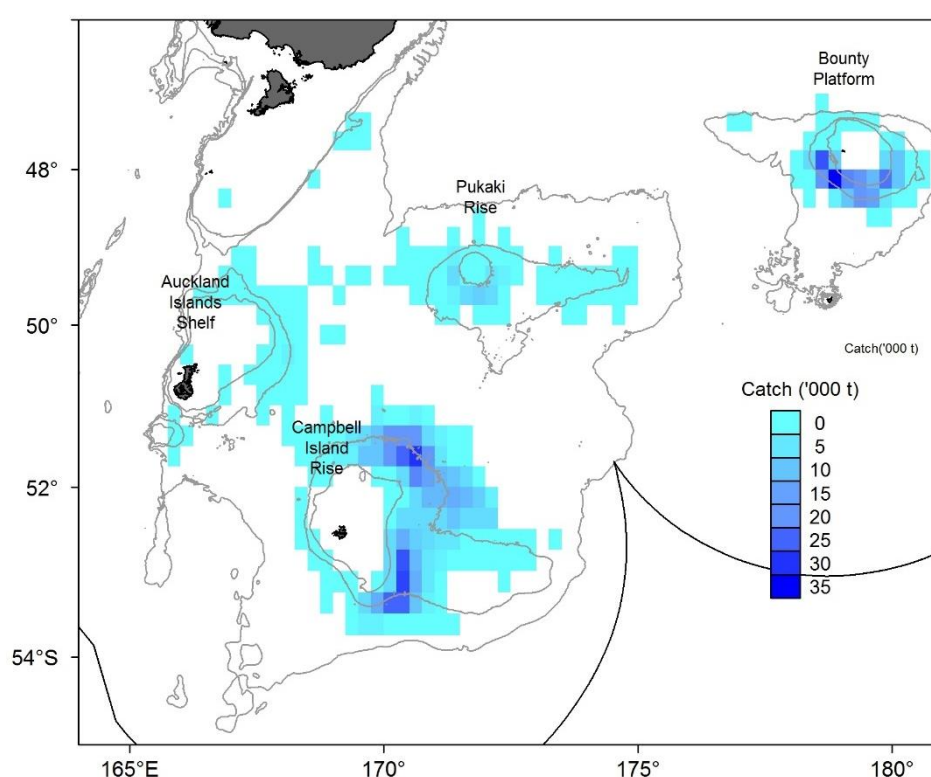 Bounty
Platform
48°
Pukaki
Rise
Auckland
Islands
Shelf
50°
Catch('000 t)
Catch ('000 t)
0
5
10
15
20
25
30
35
Campbell
Island
Rise
52°
54°S
165°E
170°
175°
180°